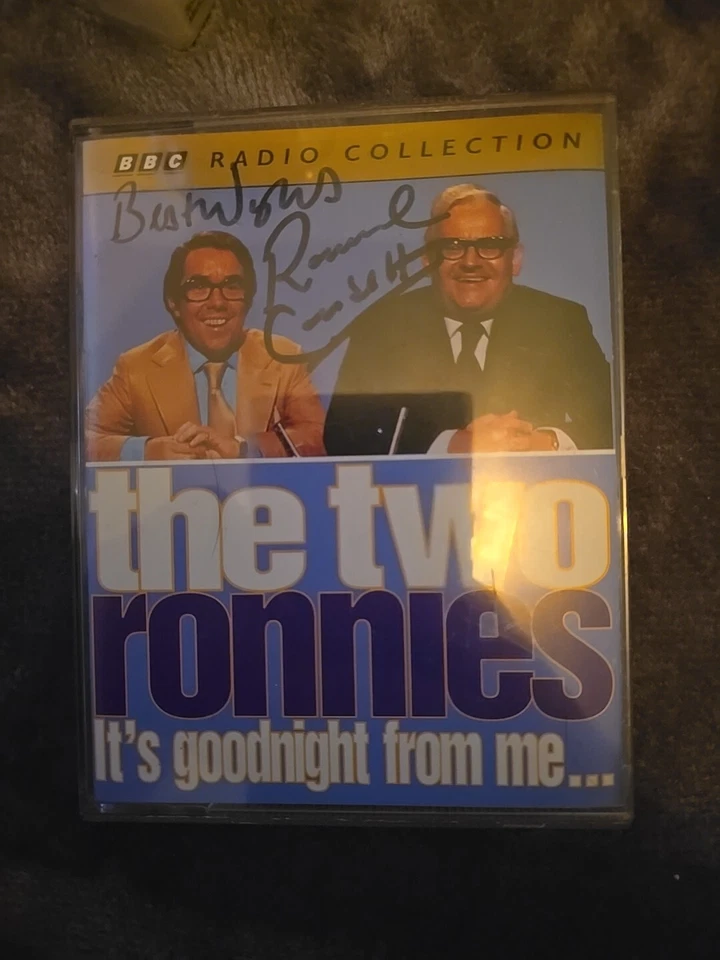 BBC RADIO COLLECTION
Best Wishes
Ronnie
Corbett
the two
ronnies
It's goodnight from me...